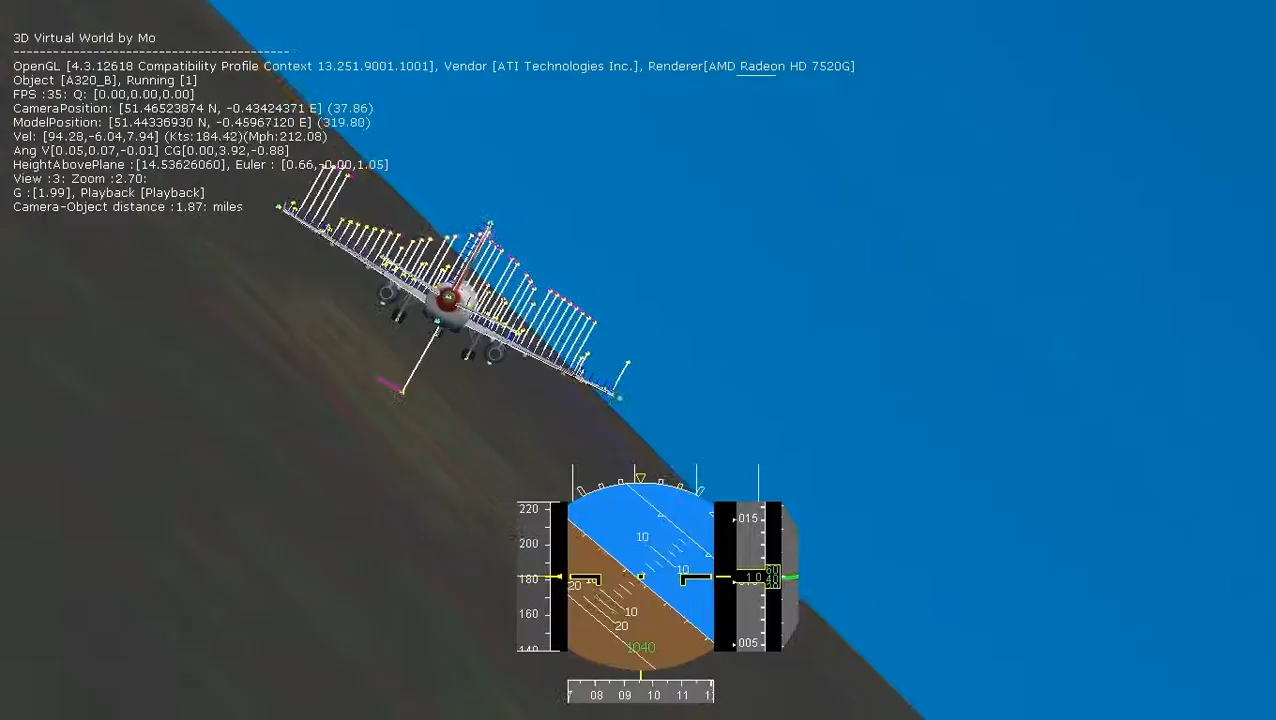 3D Virtual World by Mo
------------------------------------------
OpenGL [4.3.12618 Compatibility Profile Context 13.251.9001.1001], Vendor [ATI Technologies Inc.], Renderer[AMD Radeon HD 7520G]
Object [A320_B], Running [1]
FPS :35: Q: [0.00,0.00,0.00]
CameraPosition: [51.46523874 N, -0.43424371 E] (37.86)
ModelPosition: [51.44336930 N, -0.45967120 E] (319.80)
Vel: [94.28,-6.04,7.94] (Kts:184.42)(Mph:212.08)
Ang V[0.05,0.07,-0.01] CG[0.00,3.92,-0.88]
HeightAbovePlane :[14.53626060], Euler : [0.66,-0.00,1.05]
View :3: Zoom :2.70:
G :[1.99], Playback [Playback]
Camera-Object distance :1.87: miles
220
200
180
160
140
10
10
20
10
20
1040
015
10
60
40
005
7 08 09 10 11 1